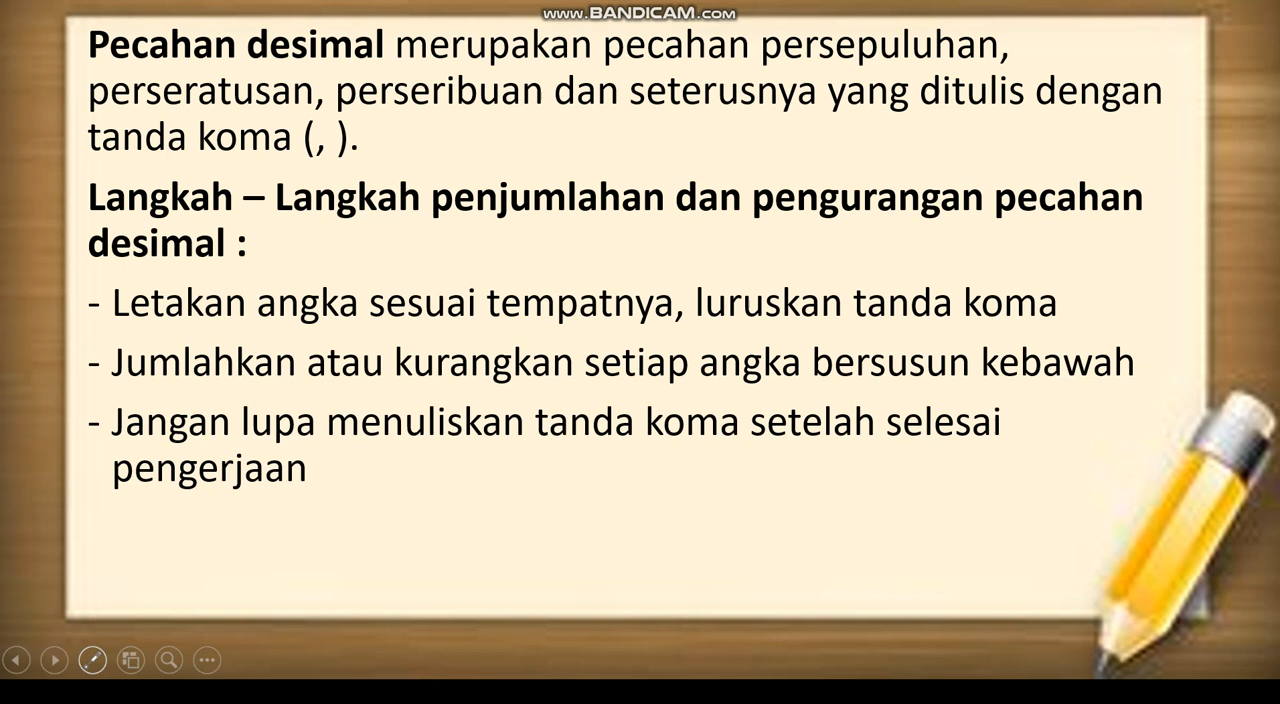 www.BANDICAM.com
Pecahan desimal merupakan pecahan persepuluhan,
perseratusan, perseribuan dan seterusnya yang ditulis dengan
tanda koma (, ).
Langkah – Langkah penjumlahan dan pengurangan pecahan
desimal :
- Letakan angka sesuai tempatnya, luruskan tanda koma
- Jumlahkan atau kurangkan setiap angka bersusun kebawah
- Jangan lupa menuliskan tanda koma setelah selesai
pengerjaan